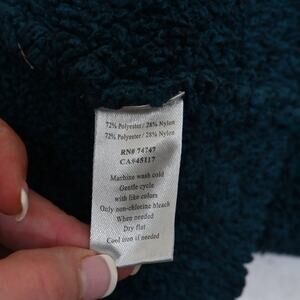 72% Polyester / 28% Nylon
72% Polyester / 28% Nylon
RN# 74747
CA#45117
Machine wash cold
Gentle cycle
with like colors
Only non-chlorine bleach
When needed
Dry flat
Cool iron if needed